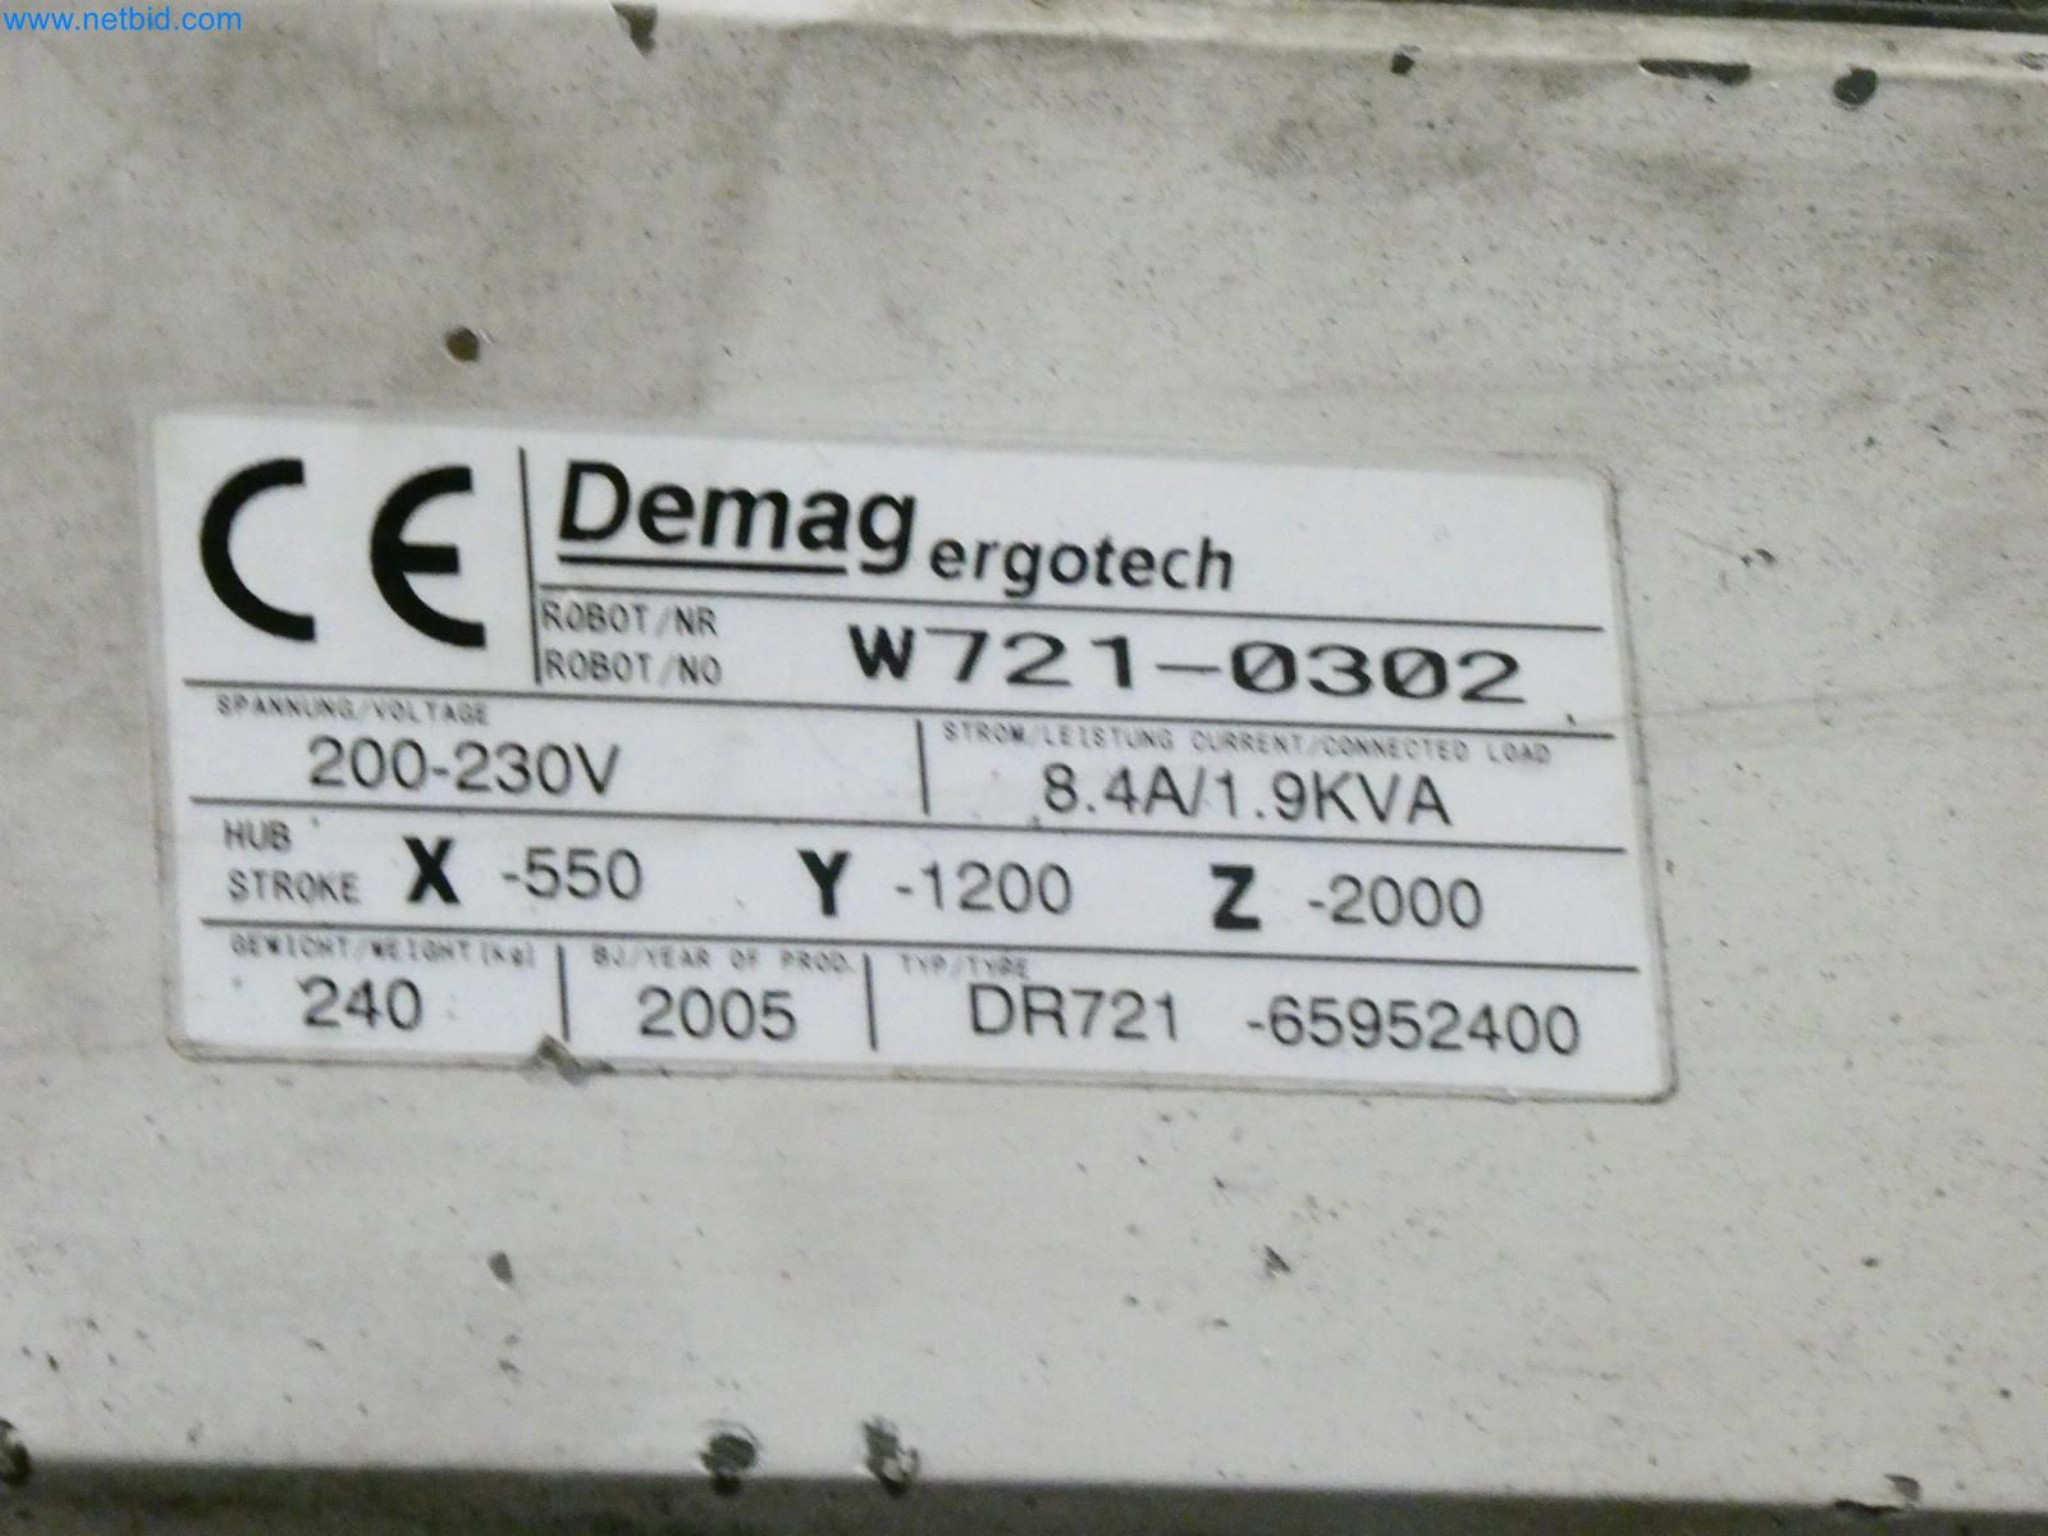 www.netbid.com
CE
Demag ergotech
ROBOT/NR
ROBOT/NO
W721-0302
SPANNUNG/VOLTAGE
200-230V
STROM/LEISTUNG CURRENT/CONNECTED LOAD
8.4A/1.9KVA
HUB
STROKE X -550 Y -1200 Z -2000
GEWICHT/WEIGHT(kg) BJ/YEAR OF PROD. TYP/TYPE
240 2005 DR721 -65952400